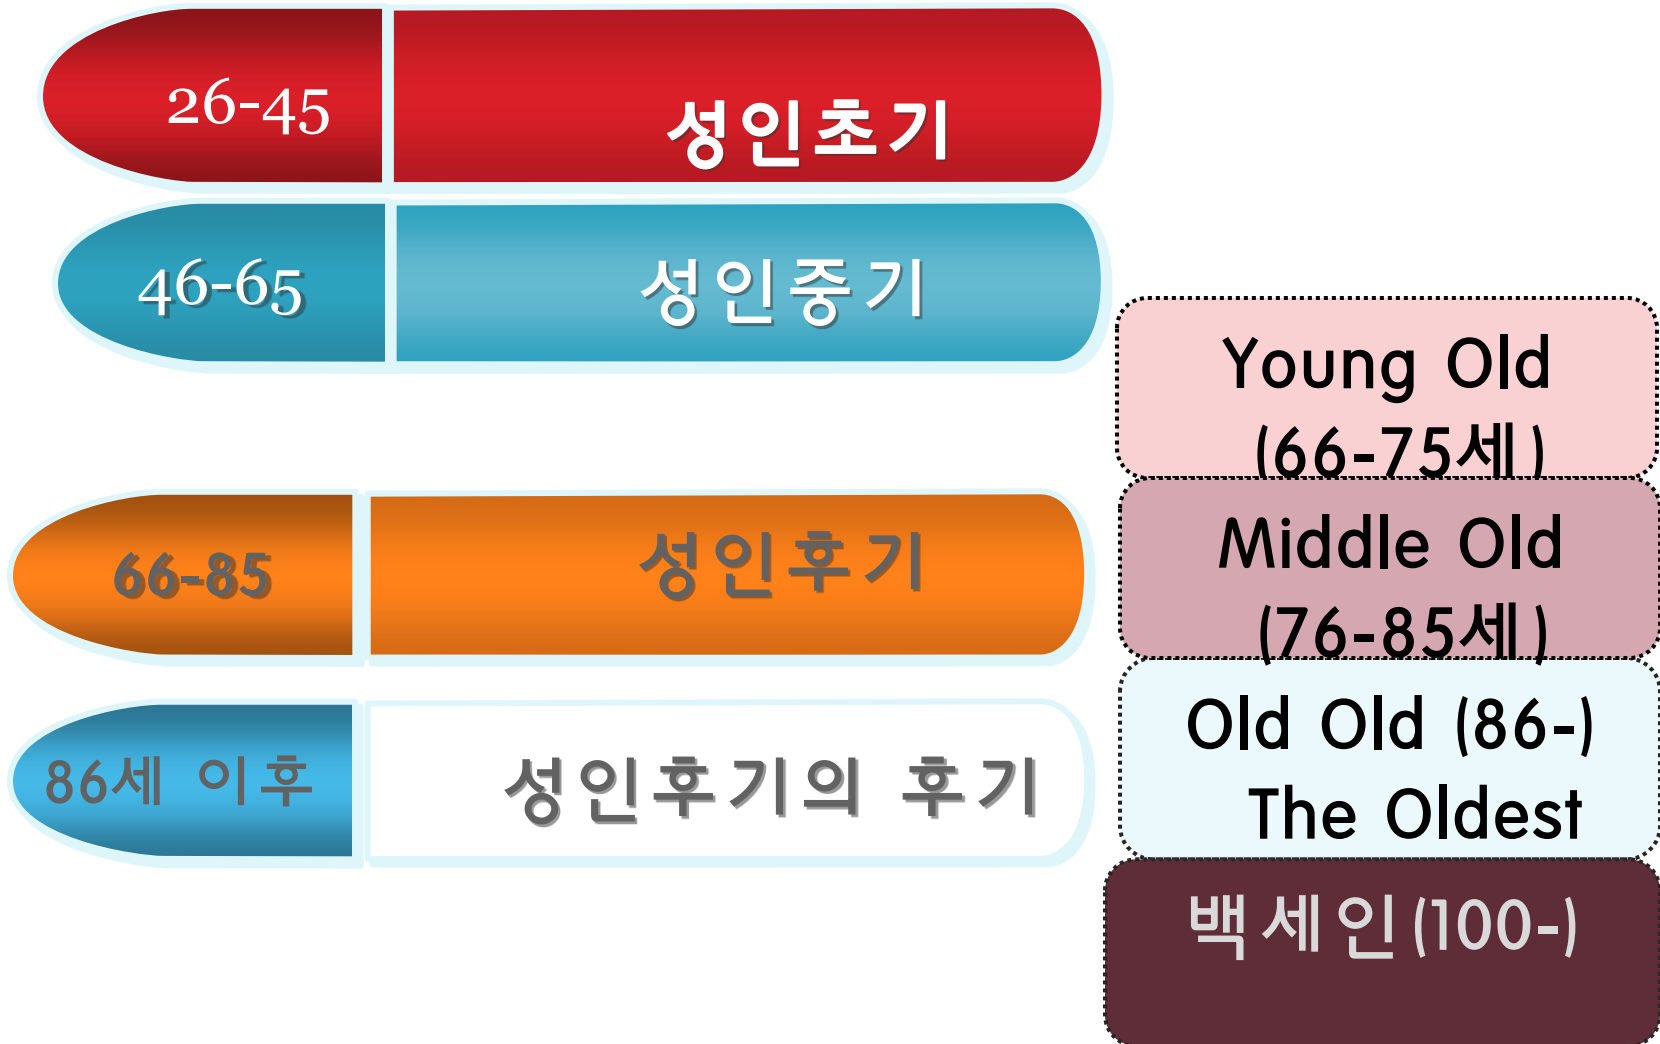 26-45
성인초기
46-65
성인중기
66-85
성인후기
86세 이후
성인후기의 후기
Young Old
(66-75세)
Middle Old
(76-85세)
Old Old (86-)
The Oldest
백세인(100-)